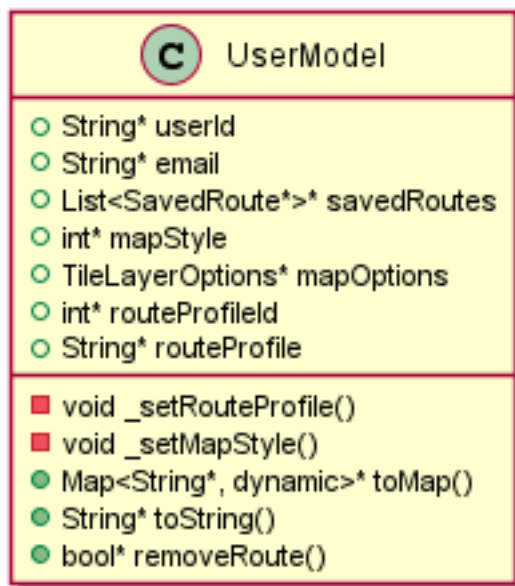 C UserModel
String* userId
String* email
List<SavedRoute*>* savedRoutes
int* mapStyle
TileLayerOptions* mapOptions
int* routeProfileId
String* routeProfile
void _setRouteProfile()
void _setMapStyle()
Map<String*, dynamic>* toMap()
String* toString()
bool* removeRoute()